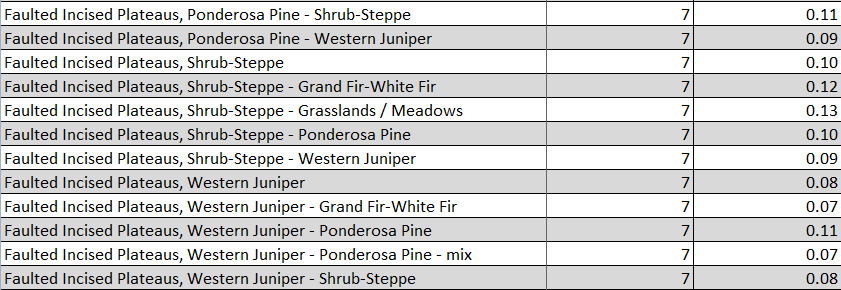 Faulted Incised Plateaus, Ponderosa Pine - Shrub-Steppe 7 0.11
Faulted Incised Plateaus, Ponderosa Pine - Western Juniper 7 0.09
Faulted Incised Plateaus, Shrub-Steppe 7 0.10
Faulted Incised Plateaus, Shrub-Steppe - Grand Fir-White Fir 7 0.12
Faulted Incised Plateaus, Shrub-Steppe - Grasslands / Meadows 7 0.13
Faulted Incised Plateaus, Shrub-Steppe - Ponderosa Pine 7 0.10
Faulted Incised Plateaus, Shrub-Steppe - Western Juniper 7 0.09
Faulted Incised Plateaus, Western Juniper 7 0.08
Faulted Incised Plateaus, Western Juniper - Grand Fir-White Fir 7 0.07
Faulted Incised Plateaus, Western Juniper - Ponderosa Pine 7 0.11
Faulted Incised Plateaus, Western Juniper - Ponderosa Pine - mix 7 0.07
Faulted Incised Plateaus, Western Juniper - Shrub-Steppe 7 0.08